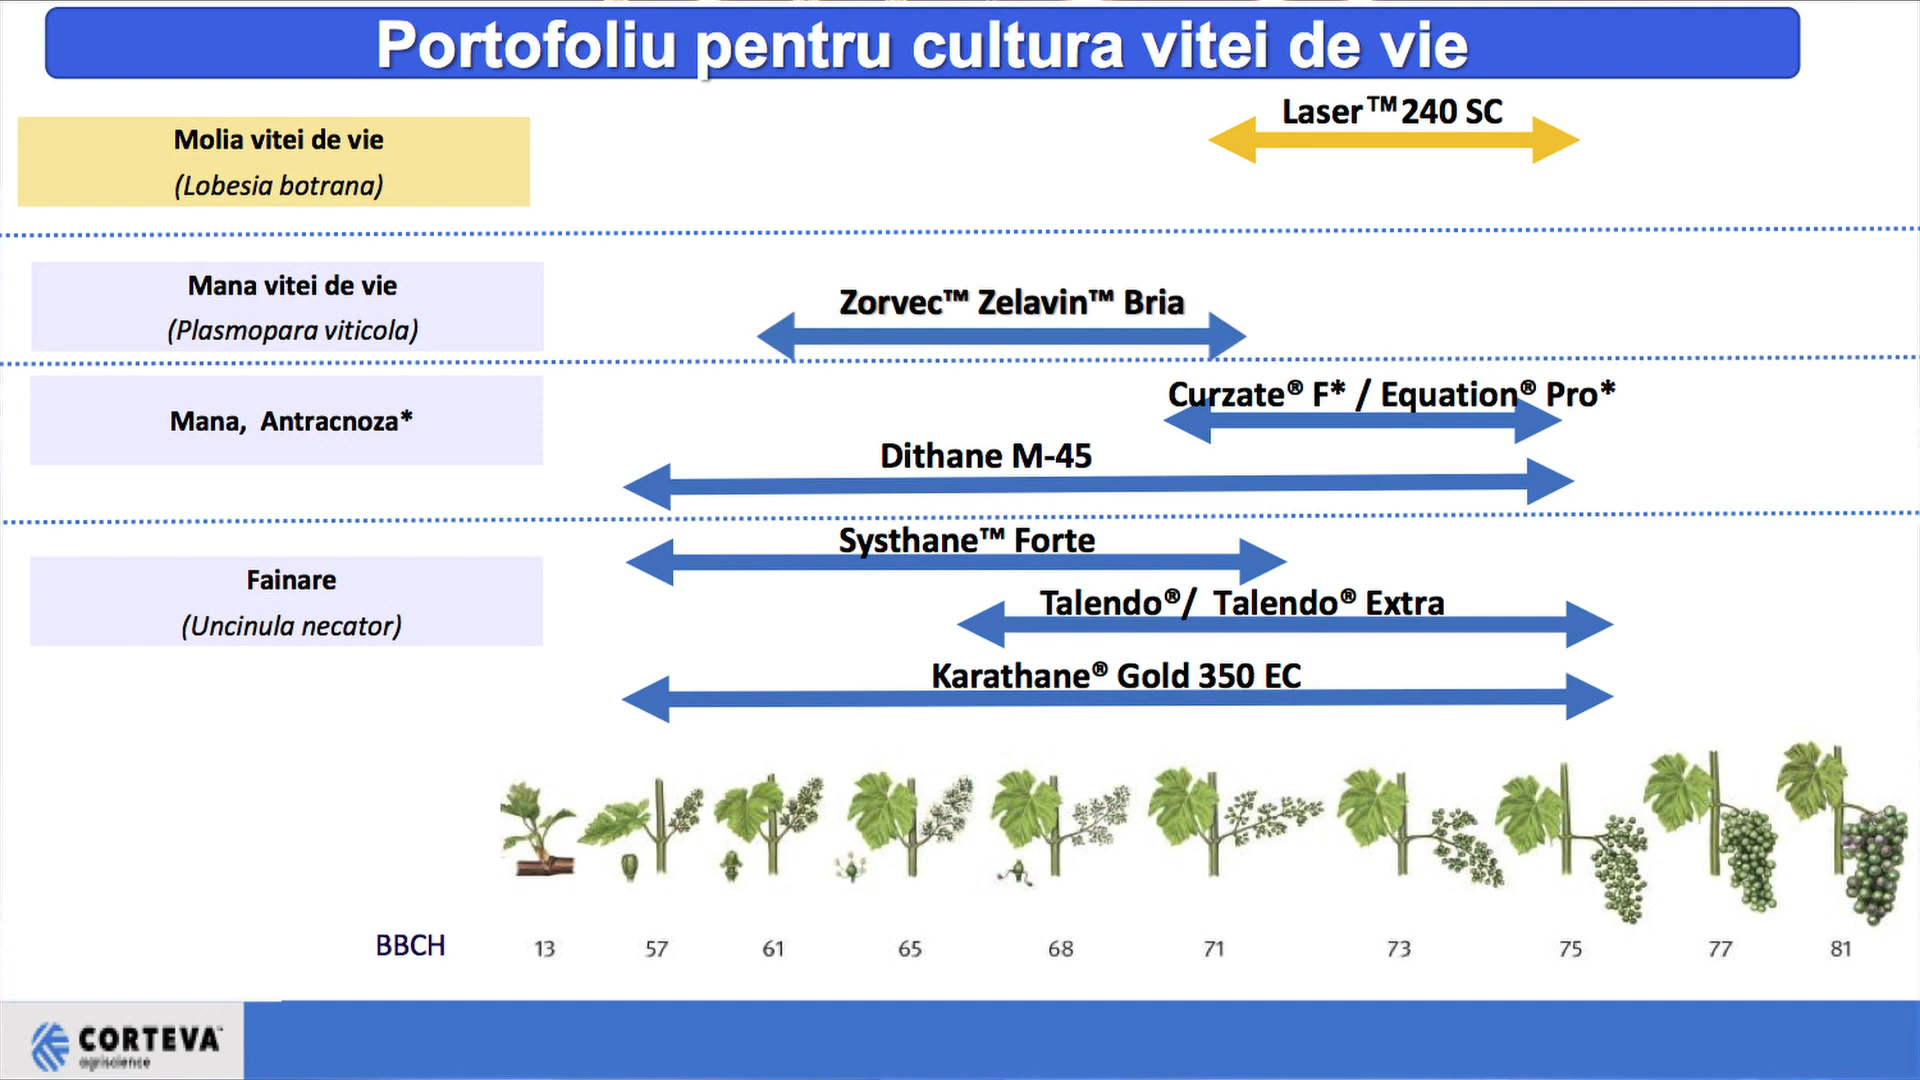 Portofoliu pentru cultura vitei de vie
Laser™240 SC
Molia vitei de vie
(Lobesia botrana)
Mana vitei de vie
(Plasmopara viticola)
Zorvec™ Zelavin™ Bria
Curzate® F* / Equation® Pro*
Mana, Antracnoza*
Dithane M-45
Systhane™ Forte
Fainare
(Uncinula necator)
Talendo®/ Talendo® Extra
Karathane® Gold 350 EC
BBCH 13 57 61 65 68 71 73 75 77 81
CORTEVA™
agriscience